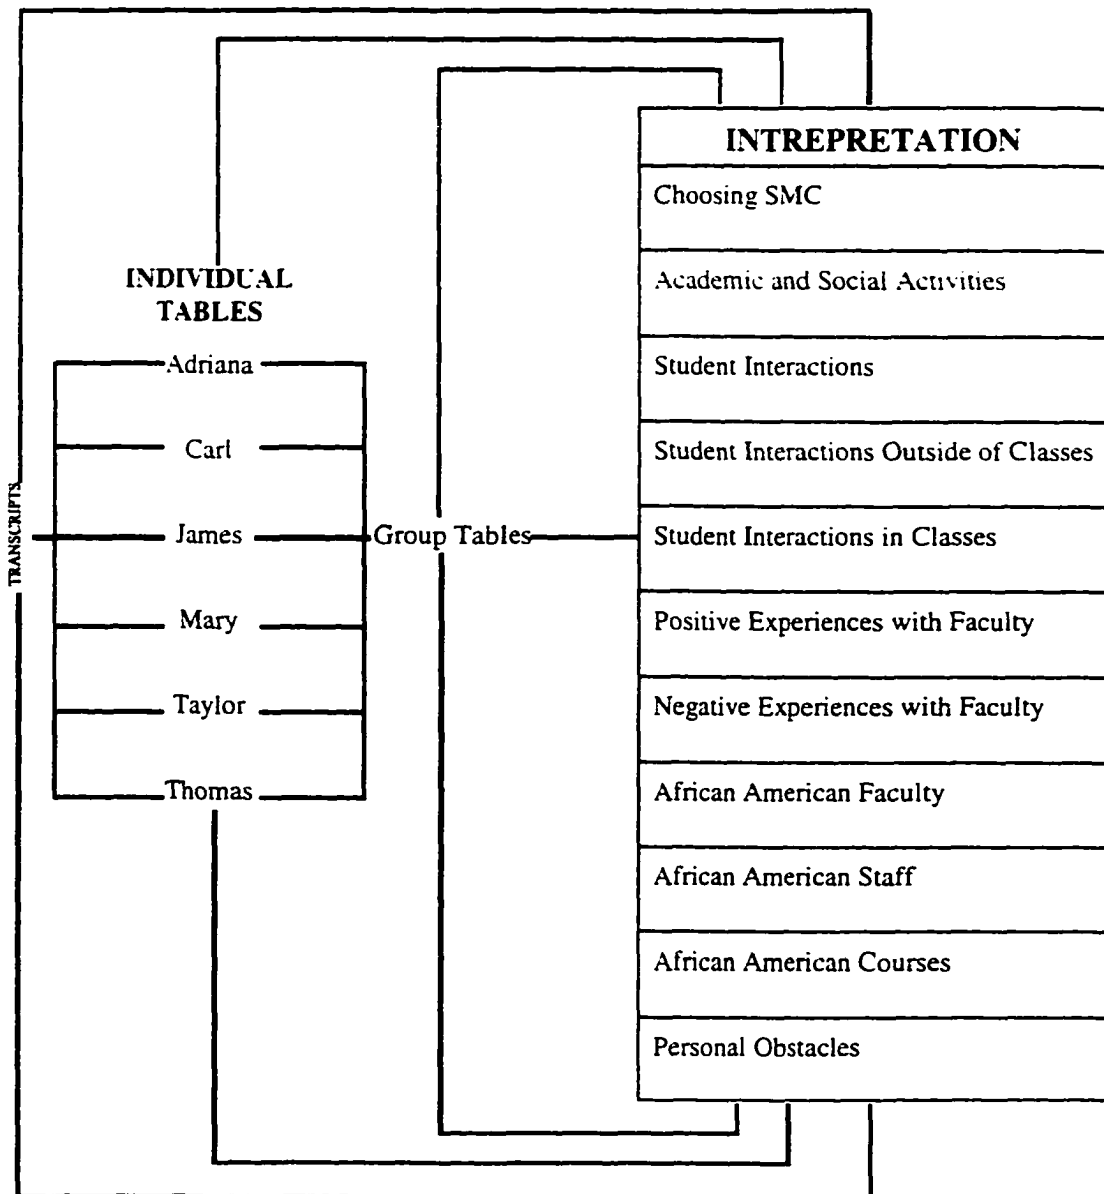 TRANSCRIPTS
INDIVIDUAL
TABLES
Adriana
Carl
James
Mary
Taylor
Thomas
Group Tables
INTREPRETATION
Choosing SMC
Academic and Social Activities
Student Interactions
Student Interactions Outside of Classes
Student Interactions in Classes
Positive Experiences with Faculty
Negative Experiences with Faculty
African American Faculty
African American Staff
African American Courses
Personal Obstacles